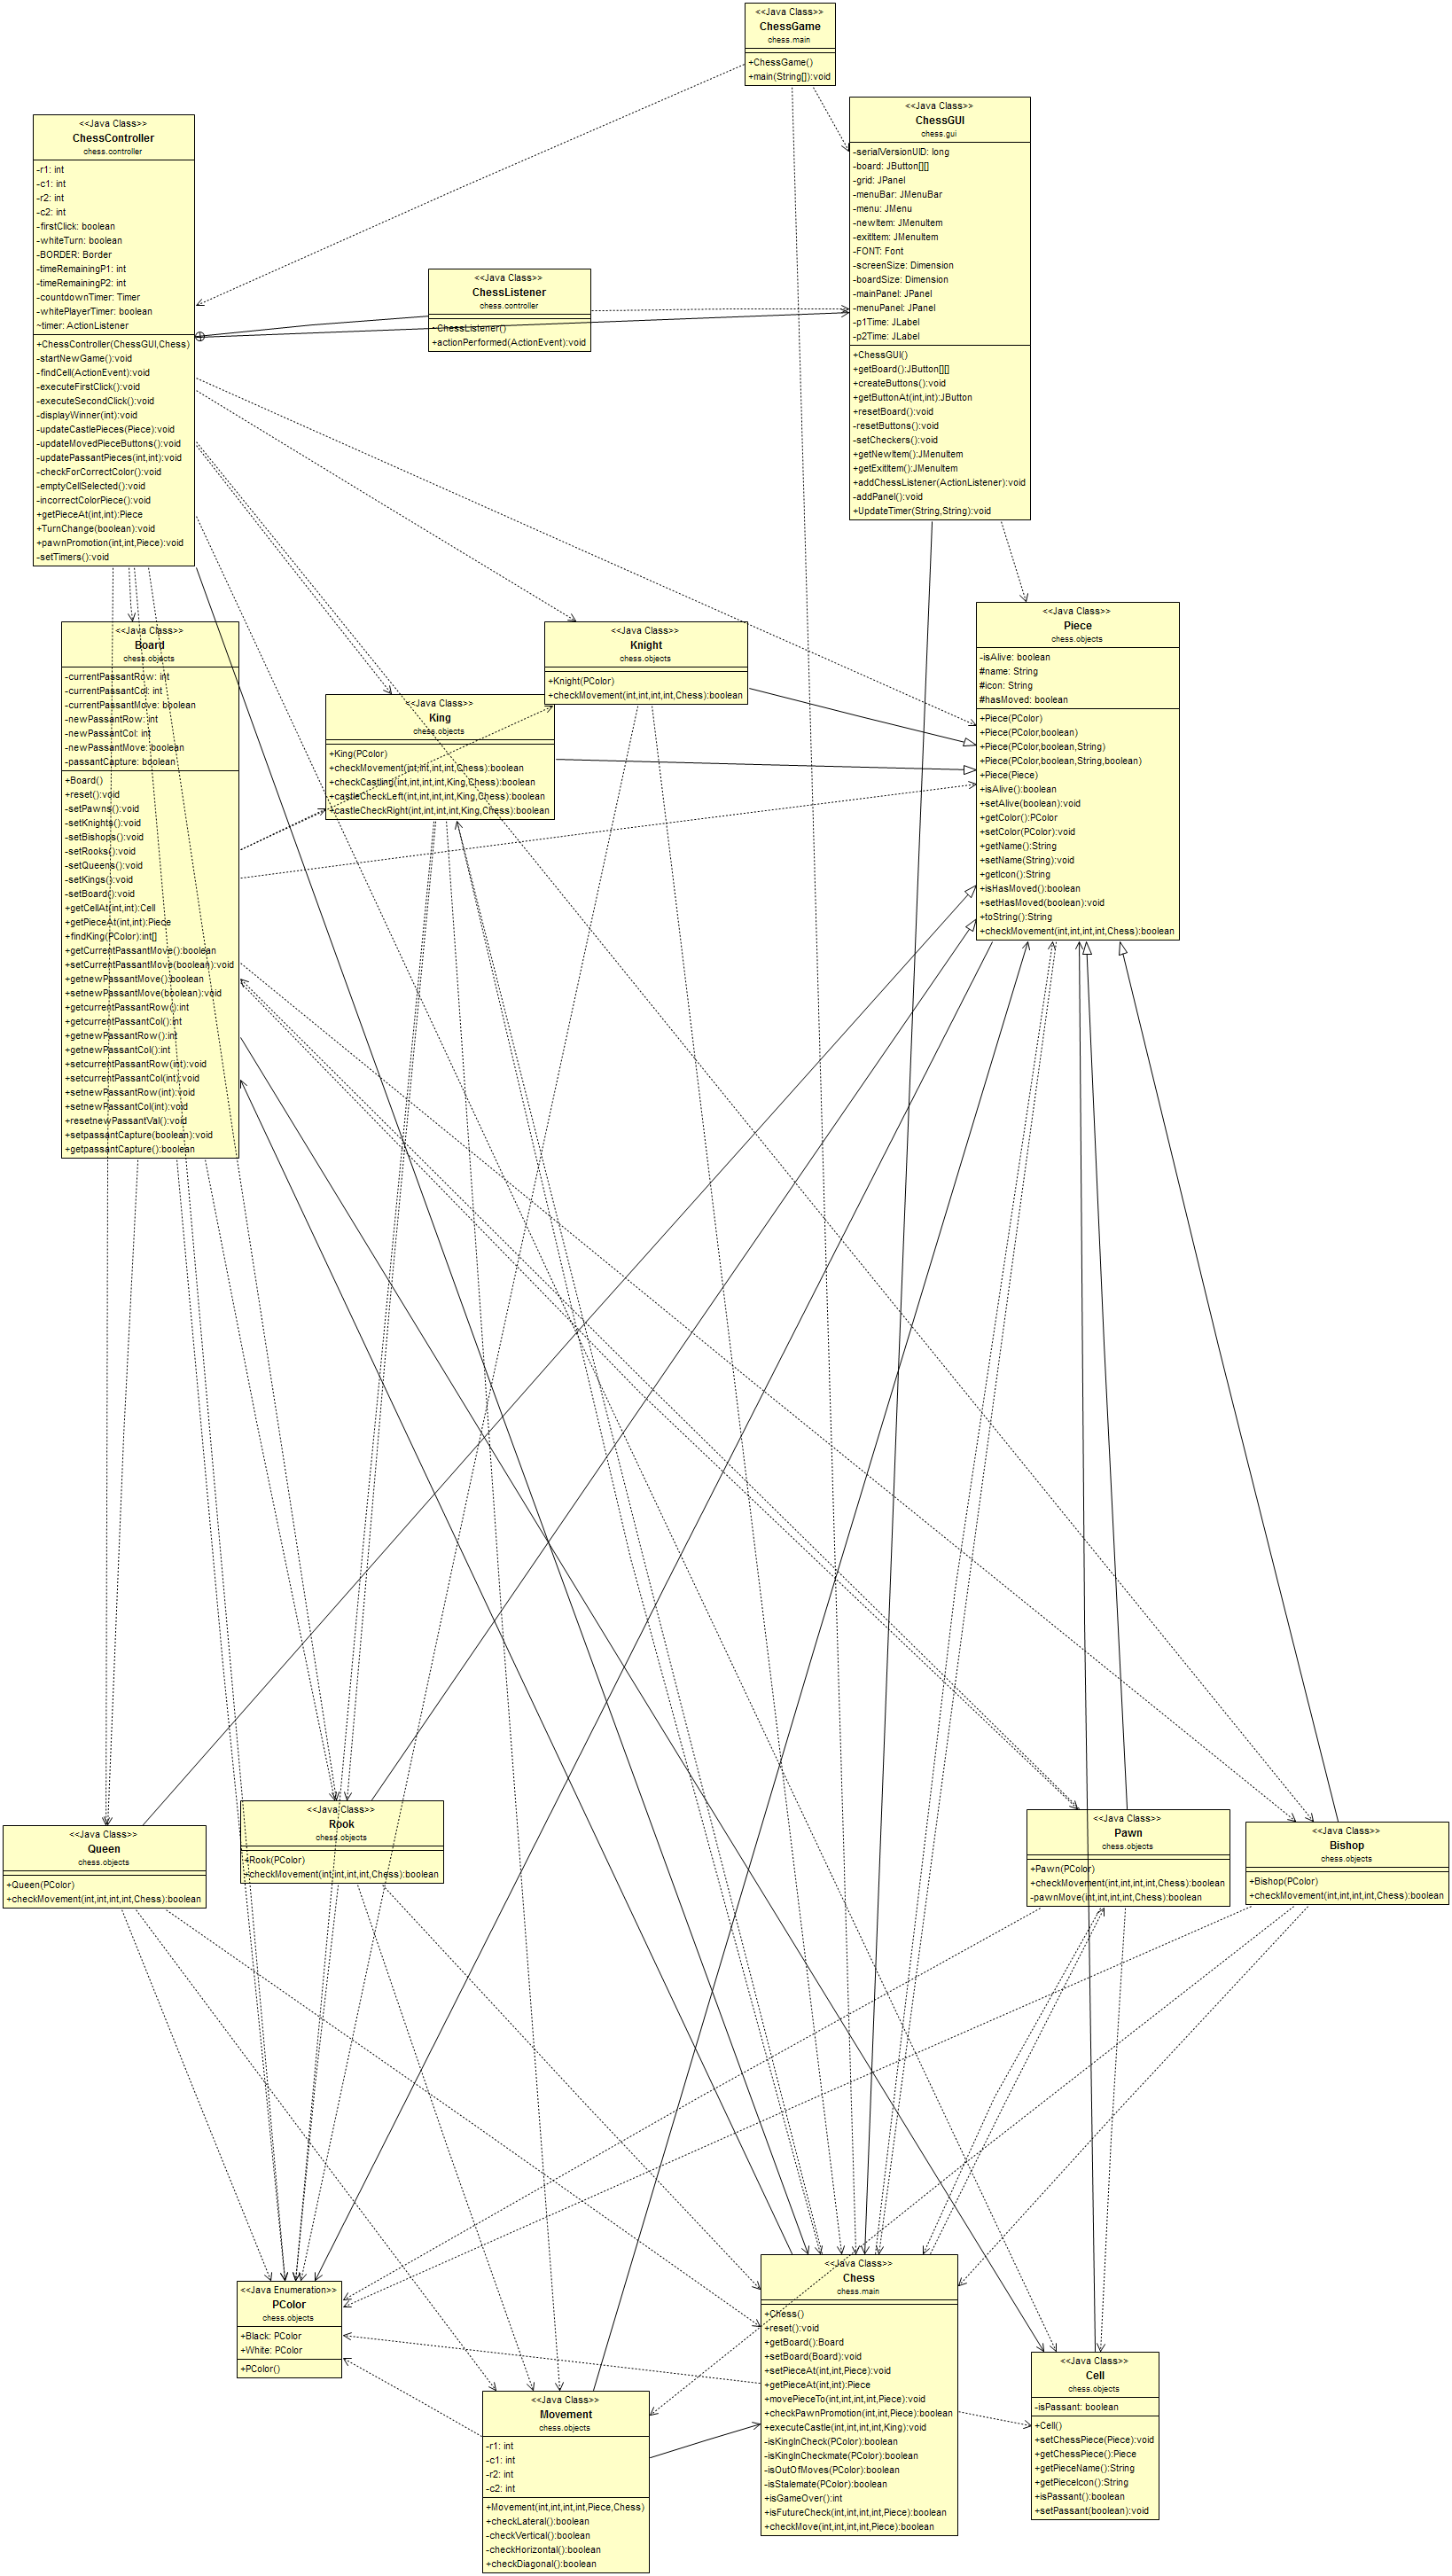 <<Java Class>>
ChessGame
chess.main
+ChessGame()
+main(String[]):void
<<Java Class>>
ChessGUI
chess.gui
-serialVersionUID: long
-board: JButton[][]
-grid: JPanel
-menuBar: JMenuBar
-menu: JMenu
-newItem: JMenuItem
-exitItem: JMenuItem
-FONT: Font
-screenSize: Dimension
-boardSize: Dimension
-mainPanel: JPanel
-menuPanel: JPanel
-p1Time: JLabel
-p2Time: JLabel
+ChessGUI()
+getBoard():JButton[][]
+createButtons():void
+getButtonAt(int,int):JButton
+resetBoard():void
-resetButtons():void
-setCheckers():void
+getNewItem():JMenuItem
+getExitItem():JMenuItem
+addChessListener(ActionListener):void
-addPanel():void
+UpdateTimer(String,String):void
<<Java Class>>
ChessController
chess.controller
-r1: int
-c1: int
-r2: int
-c2: int
-firstClick: boolean
-whiteTurn: boolean
-BORDER: Border
-timeRemainingP1: int
-timeRemainingP2: int
-countdownTimer: Timer
-whitePlayerTimer: boolean
~timer: ActionListener
+ChessController(ChessGUI,Chess)
-startNewGame():void
-findCell(ActionEvent):void
-executeFirstClick():void
-executeSecondClick():void
-displayWinner(int):void
-updateCastlePieces(Piece):void
-updateMovedPieceButtons():void
-updatePassantPieces(int,int):void
-checkForCorrectColor():void
-emptyCellSelected():void
-incorrectColorPiece():void
+getPieceAt(int,int):Piece
+TurnChange(boolean):void
+pawnPromotion(int,int,Piece):void
-setTimers():void
<<Java Class>>
ChessListener
chess.controller
~ChessListener()
+actionPerformed(ActionEvent):void
<<Java Class>>
Piece
chess.objects
-isAlive: boolean
#name: String
#icon: String
#hasMoved: boolean
+Piece(PColor)
+Piece(PColor,boolean)
+Piece(PColor,boolean,String)
+Piece(PColor,boolean,String,boolean)
+Piece(Piece)
+isAlive():boolean
+setAlive(boolean):void
+getColor():PColor
+setColor(PColor):void
+getName():String
+setName(String):void
+getIcon():String
+isHasMoved():boolean
+setHasMoved(boolean):void
+toString():String
+checkMovement(int,int,int,int,Chess):boolean
<<Java Class>>
Board
chess.objects
-currentPassantRow: int
-currentPassantCol: int
-currentPassantMove: boolean
-newPassantRow: int
-newPassantCol: int
-newPassantMove: boolean
-passantCapture: boolean
+Board()
+reset():void
-setPawns():void
-setKnights():void
-setBishops():void
-setRooks():void
-setQueens():void
-setKings():void
-setBoard():void
+getCellAt(int,int):Cell
+getPieceAt(int,int):Piece
+findKing(PColor):int[]
+getCurrentPassantMove():boolean
+setCurrentPassantMove(boolean):void
+getnewPassantMove():boolean
+setnewPassantMove(boolean):void
+getcurrentPassantRow():int
+getcurrentPassantCol():int
+getnewPassantRow():int
+getnewPassantCol():int
+setcurrentPassantRow(int):void
+setcurrentPassantCol(int):void
+setnewPassantRow(int):void
+setnewPassantCol(int):void
+resetnewPassantVal():void
+setpassantCapture(boolean):void
+getpassantCapture():boolean
<<Java Class>>
Knight
chess.objects
+Knight(PColor)
+checkMovement(int,int,int,int,Chess):boolean
<<Java Class>>
King
chess.objects
+King(PColor)
+checkMovement(int,int,int,int,Chess):boolean
+checkCastling(int,int,int,int,King,Chess):boolean
+castleCheckLeft(int,int,int,int,King,Chess):boolean
+castleCheckRight(int,int,int,int,King,Chess):boolean
<<Java Class>>
Queen
chess.objects
+Queen(PColor)
+checkMovement(int,int,int,int,Chess):boolean
<<Java Class>>
Rook
chess.objects
+Rook(PColor)
+checkMovement(int,int,int,int,Chess):boolean
<<Java Class>>
Pawn
chess.objects
+Pawn(PColor)
+checkMovement(int,int,int,int,Chess):boolean
-pawnMove(int,int,int,int,Chess):boolean
<<Java Class>>
Bishop
chess.objects
+Bishop(PColor)
+checkMovement(int,int,int,int,Chess):boolean
<<Java Enumeration>>
PColor
chess.objects
+Black: PColor
+White: PColor
+PColor()
<<Java Class>>
Chess
chess.main
+Chess()
+reset():void
+getBoard():Board
+setBoard(Board):void
+setPieceAt(int,int,Piece):void
+getPieceAt(int,int):Piece
+movePieceTo(int,int,int,int,Piece):void
+checkPawnPromotion(int,int,Piece):boolean
+executeCastle(int,int,int,int,King):void
-isKingInCheck(PColor):boolean
-isKingInCheckmate(PColor):boolean
-isOutOfMoves(PColor):boolean
-isStalemate(PColor):boolean
+isGameOver():int
+isFutureCheck(int,int,int,int,Piece):boolean
+checkMove(int,int,int,int,Piece):boolean
<<Java Class>>
Cell
chess.objects
-isPassant: boolean
+Cell()
+setChessPiece(Piece):void
+getChessPiece():Piece
+getPieceName():String
+getPieceIcon():String
+isPassant():boolean
+setPassant(boolean):void
<<Java Class>>
Movement
chess.objects
-r1: int
-c1: int
-r2: int
-c2: int
+Movement(int,int,int,int,Piece,Chess)
+checkLateral():boolean
-checkVertical():boolean
-checkHorizontal():boolean
+checkDiagonal():boolean